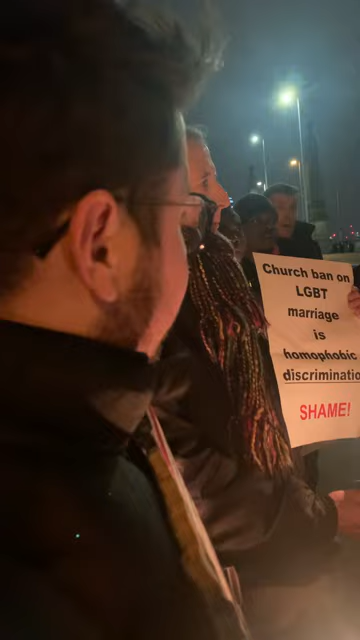 Church ban on
LGBT
marriage
is
homophobic
discriminatio
SHAME!